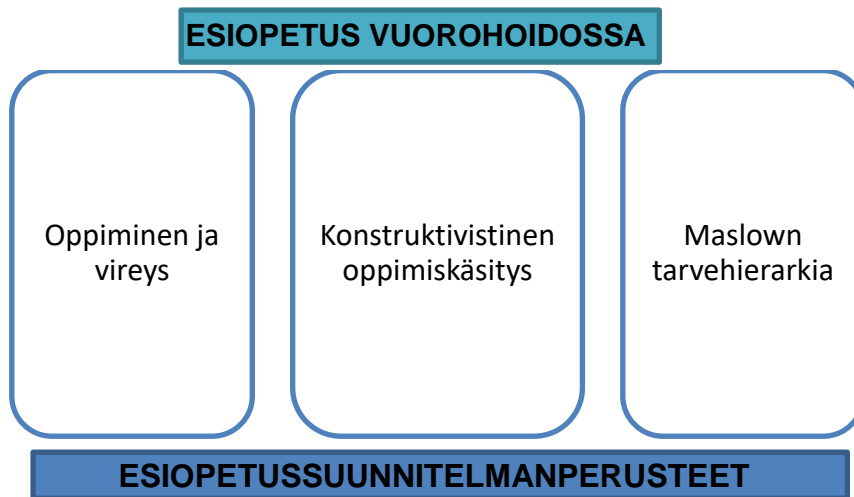 ESIOPETUS VUOROHOIDOSSA
Oppiminen ja
vireys
Konstruktivistinen
oppimiskäsitys
Maslown
tarvehierarkia
ESIOPETUSSUUNNITELMANPERUSTEET